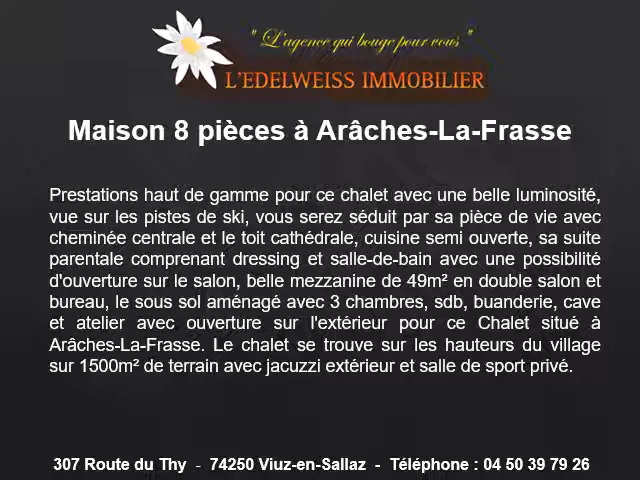 " L'agence qui bouge pour vous "
L'EDELWEISS IMMOBILIER
Maison 8 pièces à Arâches-La-Frasse
Prestations haut de gamme pour ce chalet avec une belle luminosité,
vue sur les pistes de ski, vous serez séduit par sa pièce de vie avec
cheminée centrale et le toit cathédrale, cuisine semi ouverte, sa suite
parentale comprenant dressing et salle-de-bain avec une possibilité
d'ouverture sur le salon, belle mezzanine de 49m² en double salon et
bureau, le sous sol aménagé avec 3 chambres, sdb, buanderie, cave
et atelier avec ouverture sur l'extérieur pour ce Chalet situé à
Arâches-La-Frasse. Le chalet se trouve sur les hauteurs du village
sur 1500m² de terrain avec jacuzzi extérieur et salle de sport privé.
307 Route du Thy - 74250 Viuz-en-Sallaz - Téléphone : 04 50 39 79 26